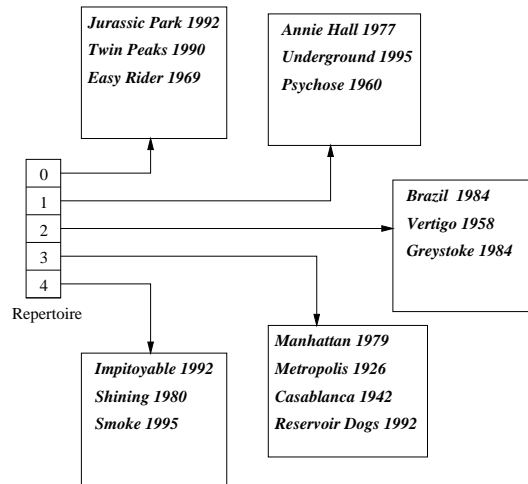 Jurassic Park 1992
Twin Peaks 1990
Easy Rider 1969
Annie Hall 1977
Underground 1995
Psychose 1960
0
1
2
3
4
Repertoire
Brazil 1984
Vertigo 1958
Greystoke 1984
Impitoyable 1992
Shining 1980
Smoke 1995
Manhattan 1979
Metropolis 1926
Casablanca 1942
Reservoir Dogs 1992